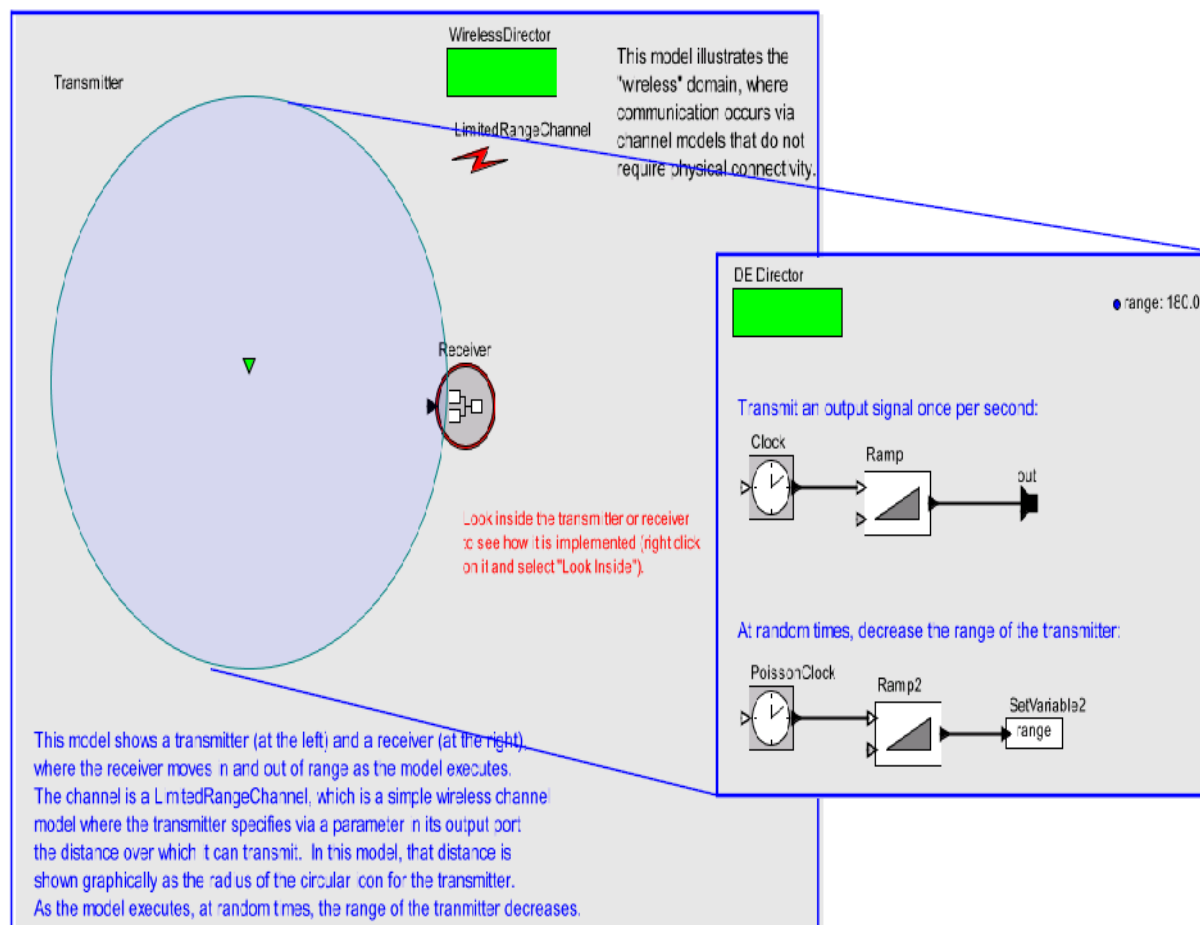 WirelessDirector
Transmitter
This model illustrates the
"wireless" domain, where
communication occurs via
channel models that do not
require physical connectivity.
LimitedRangeChannel
Receiver
Look inside the transmitter or receiver
to see how it is implemented (right click
on it and select "Look Inside").
This model shows a transmitter (at the left) and a receiver (at the right),
where the receiver moves in and out of range as the model executes.
The channel is a LimitedRangeChannel, which is a simple wireless channel
model where the transmitter specifies via a parameter in its output port
the distance over which it can transmit. In this model, that distance is
shown graphically as the radius of the circular icon for the transmitter.
As the model executes, at random times, the range of the tranmitter decreases.
DE Director
range: 180.0
Transmit an output signal once per second:
Clock
Ramp
out
At random times, decrease the range of the transmitter:
PoissonClock
Ramp2
SetVariable2
range